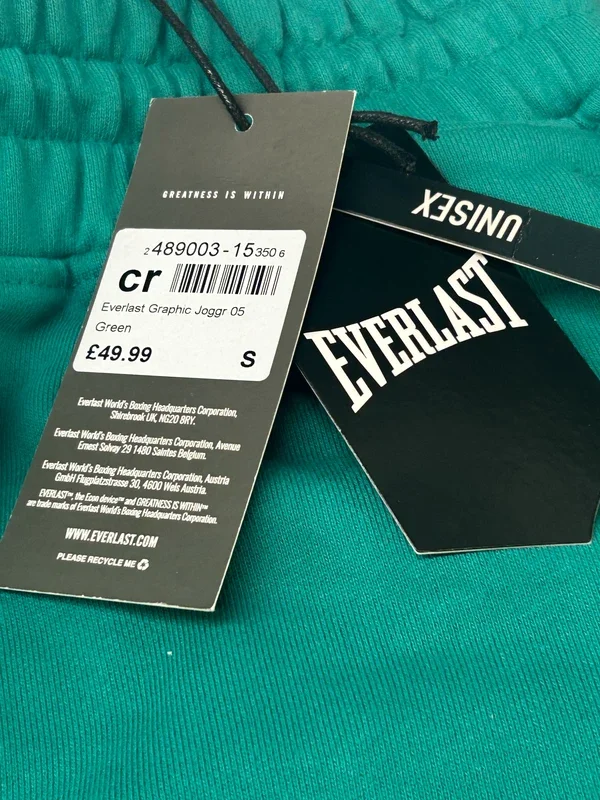 GREATNESS IS WITHIN
2 489003-15 350 6
cr
Everlast Graphic Joggr 05
Green
£49.99 S
Everlast World's Boxing Headquarters Corporation,
Shirebrook UK, NG20 8RY.
Everlast World's Boxing Headquarters Corporation, Avenue
Ernest Solvay 29 1480 Saintes Belgium.
Everlast World's Boxing Headquarters Corporation, Austria
GmbH Flugplatzstrasse 30, 4600 Wels Austria.
EVERLAST™, the Econ device™ and GREATNESS IS WITHIN™
are trade marks of Everlast World's Boxing Headquarters Corporation.
WWW.EVERLAST.COM
PLEASE RECYCLE ME
UNISEX
EVERLAST